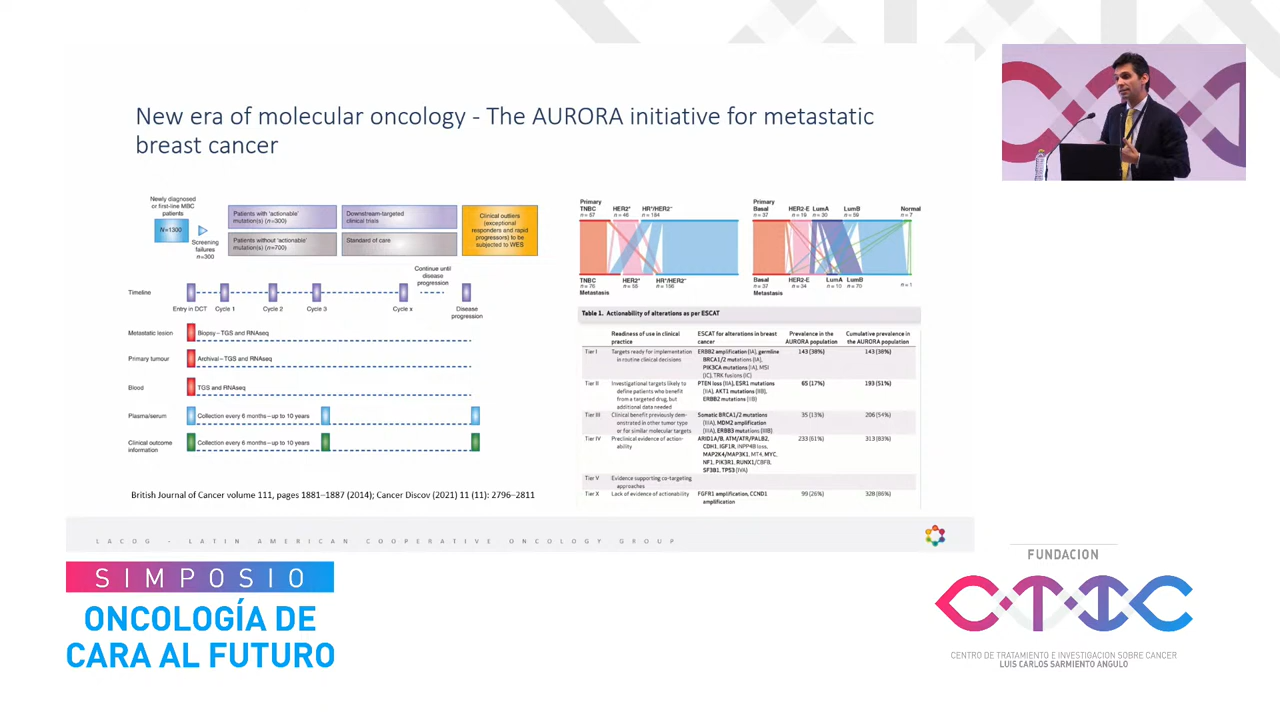 New era of molecular oncology - The AURORA initiative for metastatic
breast cancer
Newly diagnosed
or first-line MBC
patients
N=1300
Screening
failures
n=300
Patients with 'actionable'
mutation(s) (n=300)
Patients without 'actionable'
mutation(s) (n=700)
Downstream-targeted
clinical trials
Standard of care
Clinical outliers
(exceptional
responders and rapid
progressors) to be
subjected to WES
Continue until
disease
progression
Timeline
Entry in DCT
Cycle 1
Cycle 2
Cycle 3
Cycle x
Disease
progression
Metastatic lesion
Biopsy – TGS and RNAseq
Primary tumour
Archival – TGS and RNAseq
Blood
TGS and RNAseq
Plasma/serum
Collection every 6 months – up to 10 years
Clinical outcome
information
Collection every 6 months – up to 10 years
British Journal of Cancer volume 111, pages 1881–1887 (2014); Cancer Discov (2021) 11 (11): 2796–2811
Primary
TNBC HER2+ HR+/HER2-
n = 57
TNBC HER2+ HR+/HER2-
Metastasis
Primary
Basal HER2-E LumA LumB Normal
n = 37
n = 7
Basal HER2-E LumA LumB
n = 37 n = 34
n = 70
n = 1
Metastasis
Table 1. Actionability of alterations as per ESCAT
Readiness of use in clinical
practice
ESCAT for alterations in breast
cancer
Prevalence in the
AURORA population
Cumulative prevalence in
the AURORA population
Tier I Targets ready for implementation
in routine clinical decisions
ERBB2 amplification (IA), germline
BRCA1/2 mutations (IA),
PIK3CA mutations (IA), MSI
(IC), TRK fusions (IC)
143 (38%)
143 (38%)
Tier II Investigational targets likely to
define patients who benefit
from a targeted drug, but
additional data needed
PTEN loss (IIA), ESR1 mutations
(IIA), AKT1 mutations (IIB),
ERBB2 mutations (IIB)
65 (17%)
193 (51%)
Tier III Clinical benefit previously dem-
onstrated in other tumor type
or for similar molecular targets
Somatic BRCA1/2 mutations
(IIIA), MDM2 amplification
(IIIA), ERBB3 mutations (IIIB)
206 (54%)
Tier IV Preclinical evidence of action-
ability
ARID1A/B, ATM/ATR/PALB2,
CDH1, IGF1R, INPP4B loss,
MAP2K4/MAP3K1, MT4, MYC,
NF1, PIK3R1, RUNX1/CBFB,
SF3B1, TP53 (IVA)
233 (61%)
313 (83%)
Tier V Evidence supporting co-targeting
approaches
Tier X Lack of evidence of actionability
FGFR1 amplification, CCND1
amplification
99 (26%)
328 (86%)
LACOG - LATIN AMERICAN COOPERATIVE ONCOLOGY GROUP
SIMPOSIO
ONCOLOGÍA DE
CARA AL FUTURO
FUNDACION
CTIC
CENTRO DE TRATAMIENTO E INVESTIGACION SOBRE CANCER
LUIS CARLOS SARMIENTO ANGULO